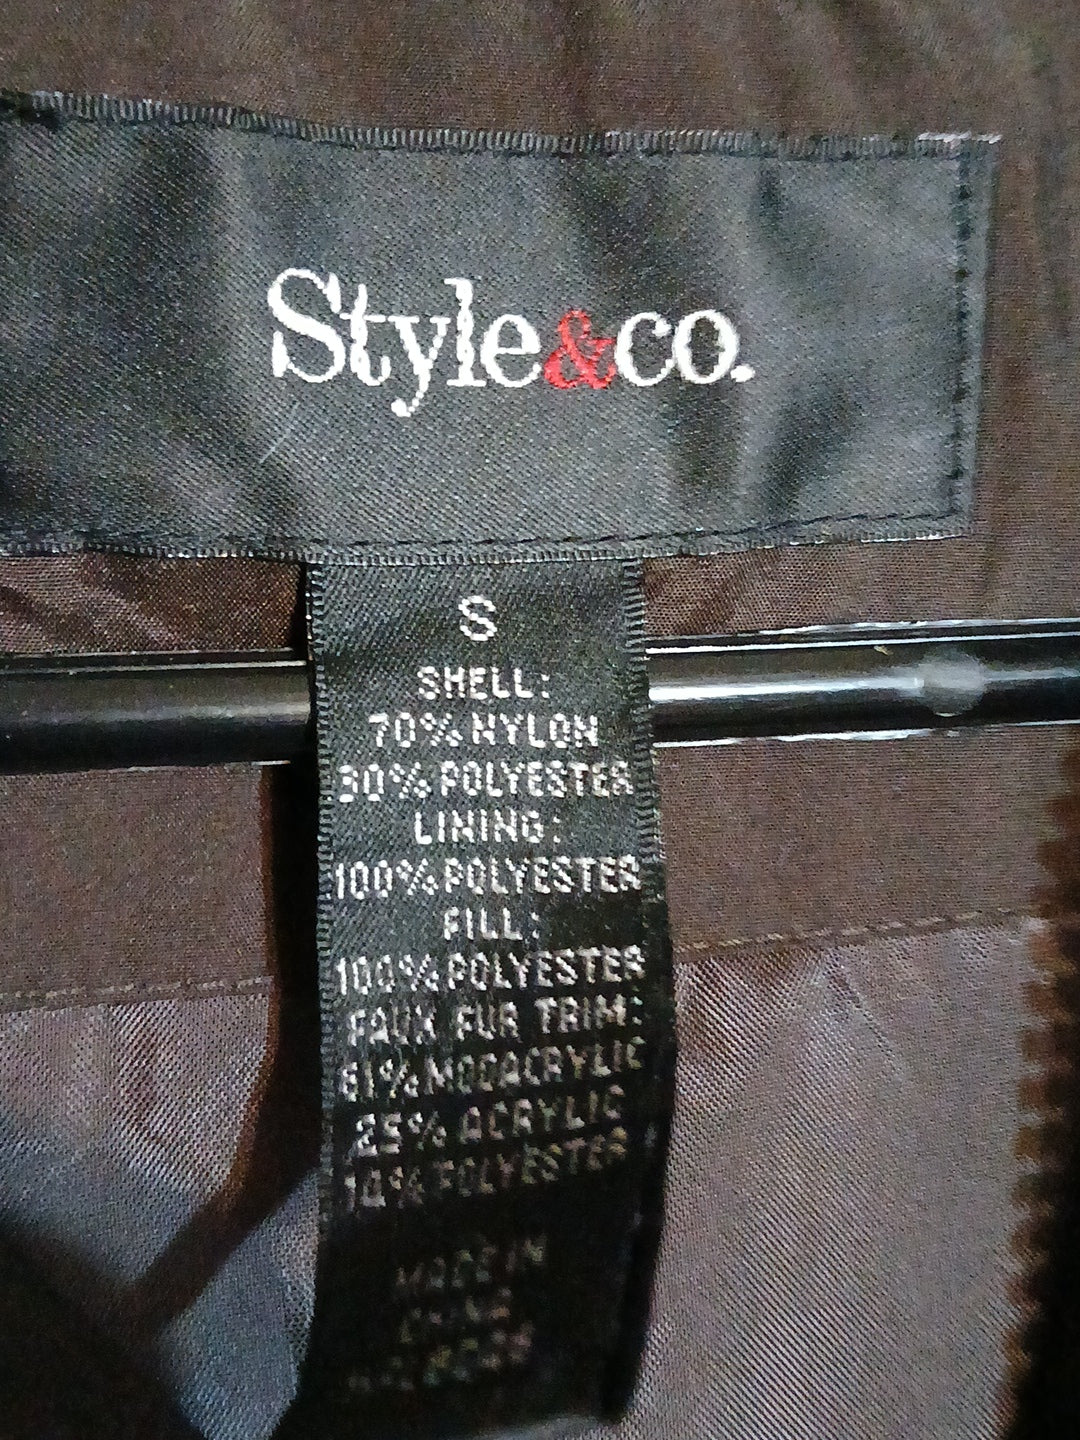 Style&co.
S
SHELL:
70% NYLON
30% POLYESTER
LINING:
100% POLYESTER
FILL:
100% POLYESTER
FAUX FUR TRIM:
61% MODACRYLIC
25% ACRYLIC
14% POLYESTER
MADE IN
CHINA